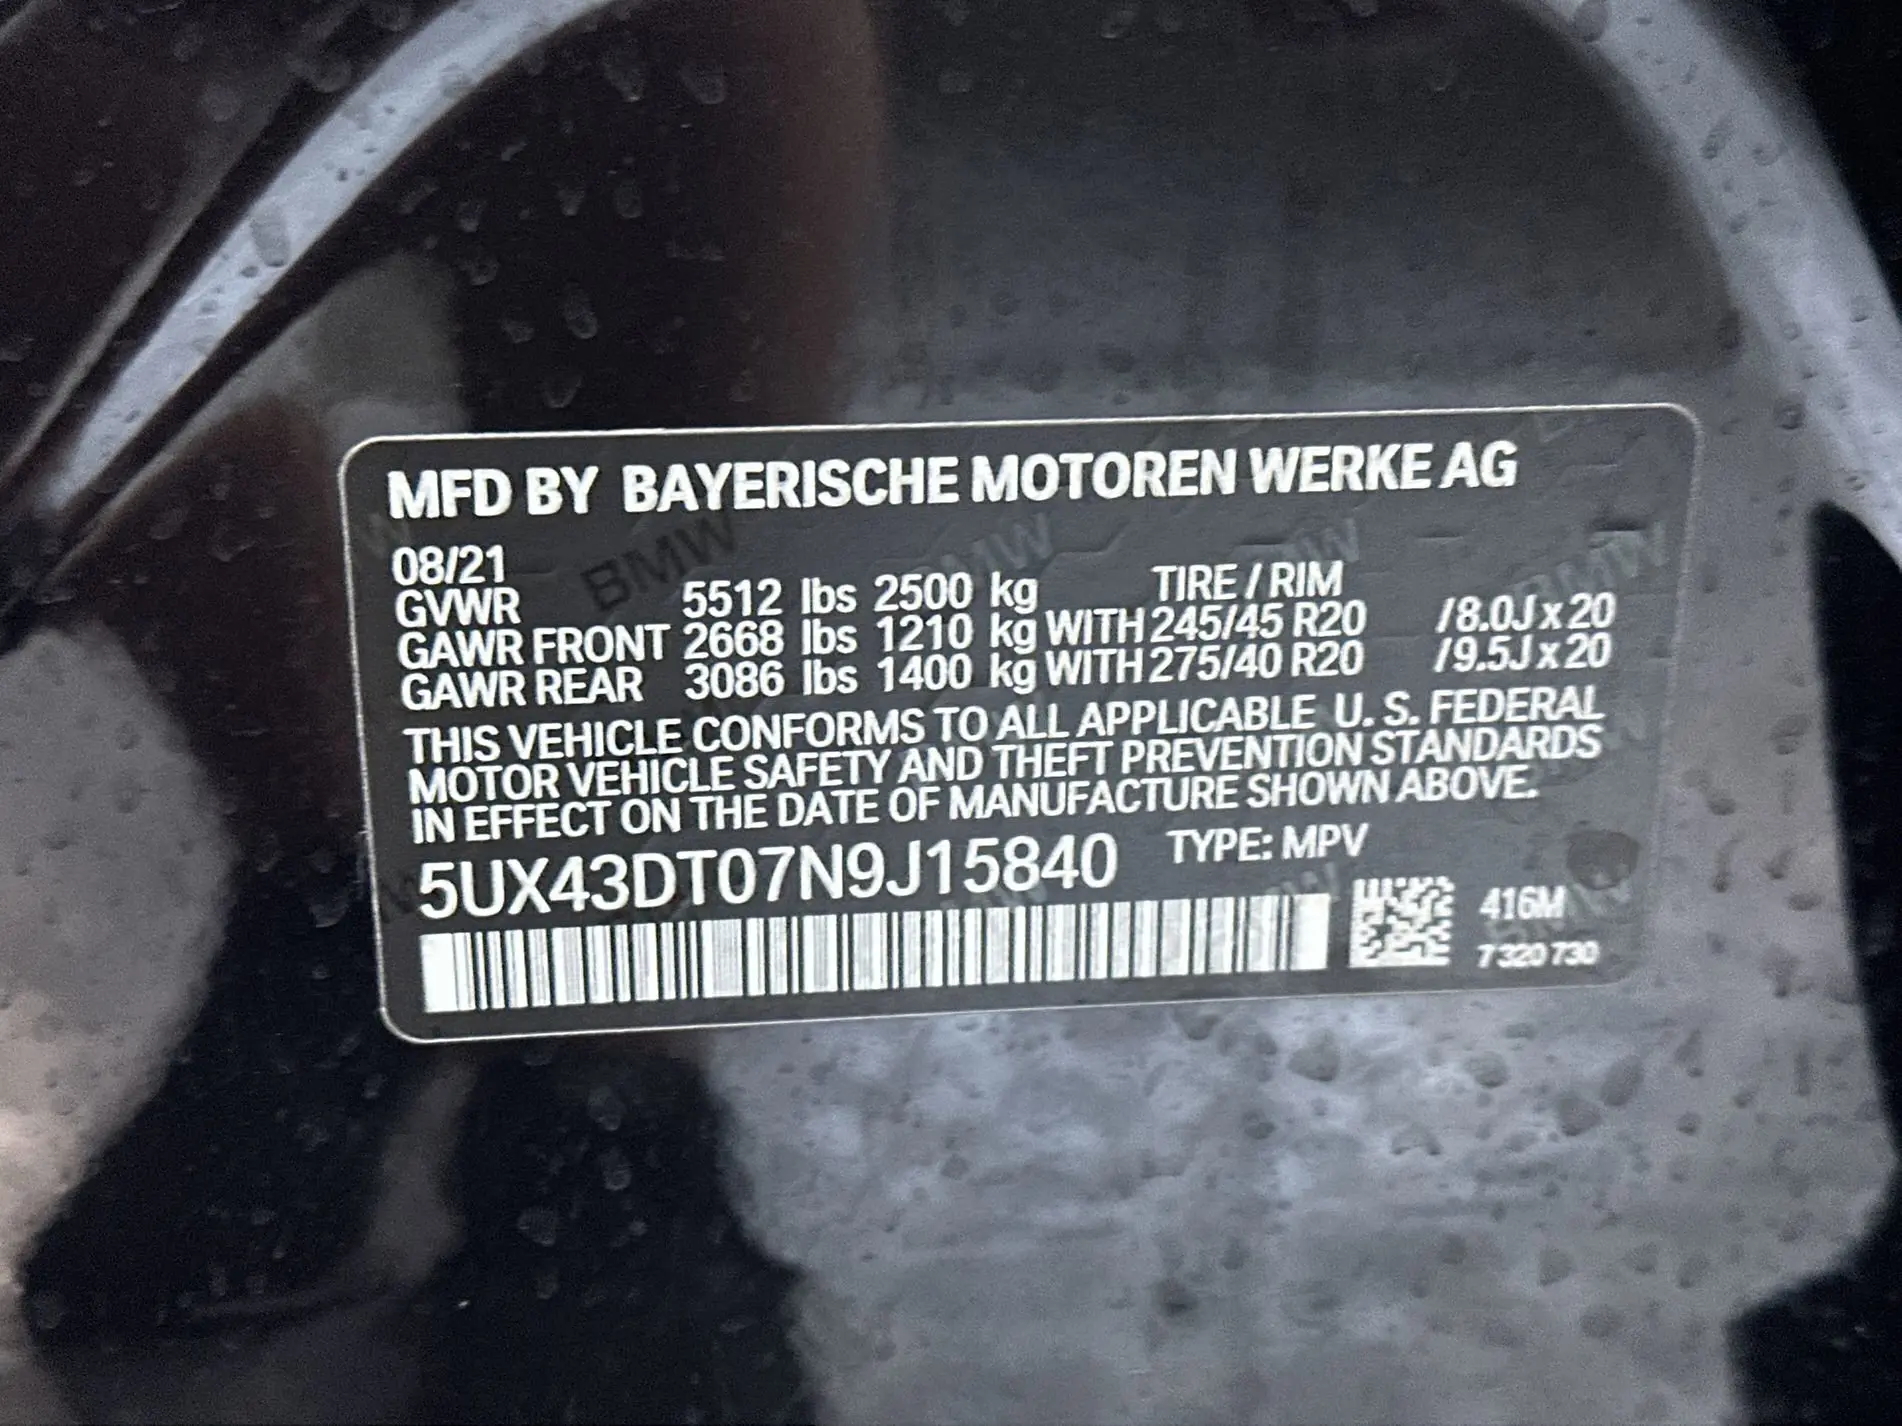 MFD BY BAYERISCHE MOTOREN WERKE AG
08/21
GVWR 5512 lbs 2500 kg TIRE / RIM
GAWR FRONT 2668 lbs 1210 kg WITH 245/45 R20 /8.0J x 20
GAWR REAR 3086 lbs 1400 kg WITH 275/40 R20 /9.5J x 20
THIS VEHICLE CONFORMS TO ALL APPLICABLE U. S. FEDERAL
MOTOR VEHICLE SAFETY AND THEFT PREVENTION STANDARDS
IN EFFECT ON THE DATE OF MANUFACTURE SHOWN ABOVE.
5UX43DT07N9J15840 TYPE: MPV
416M
7 320 730